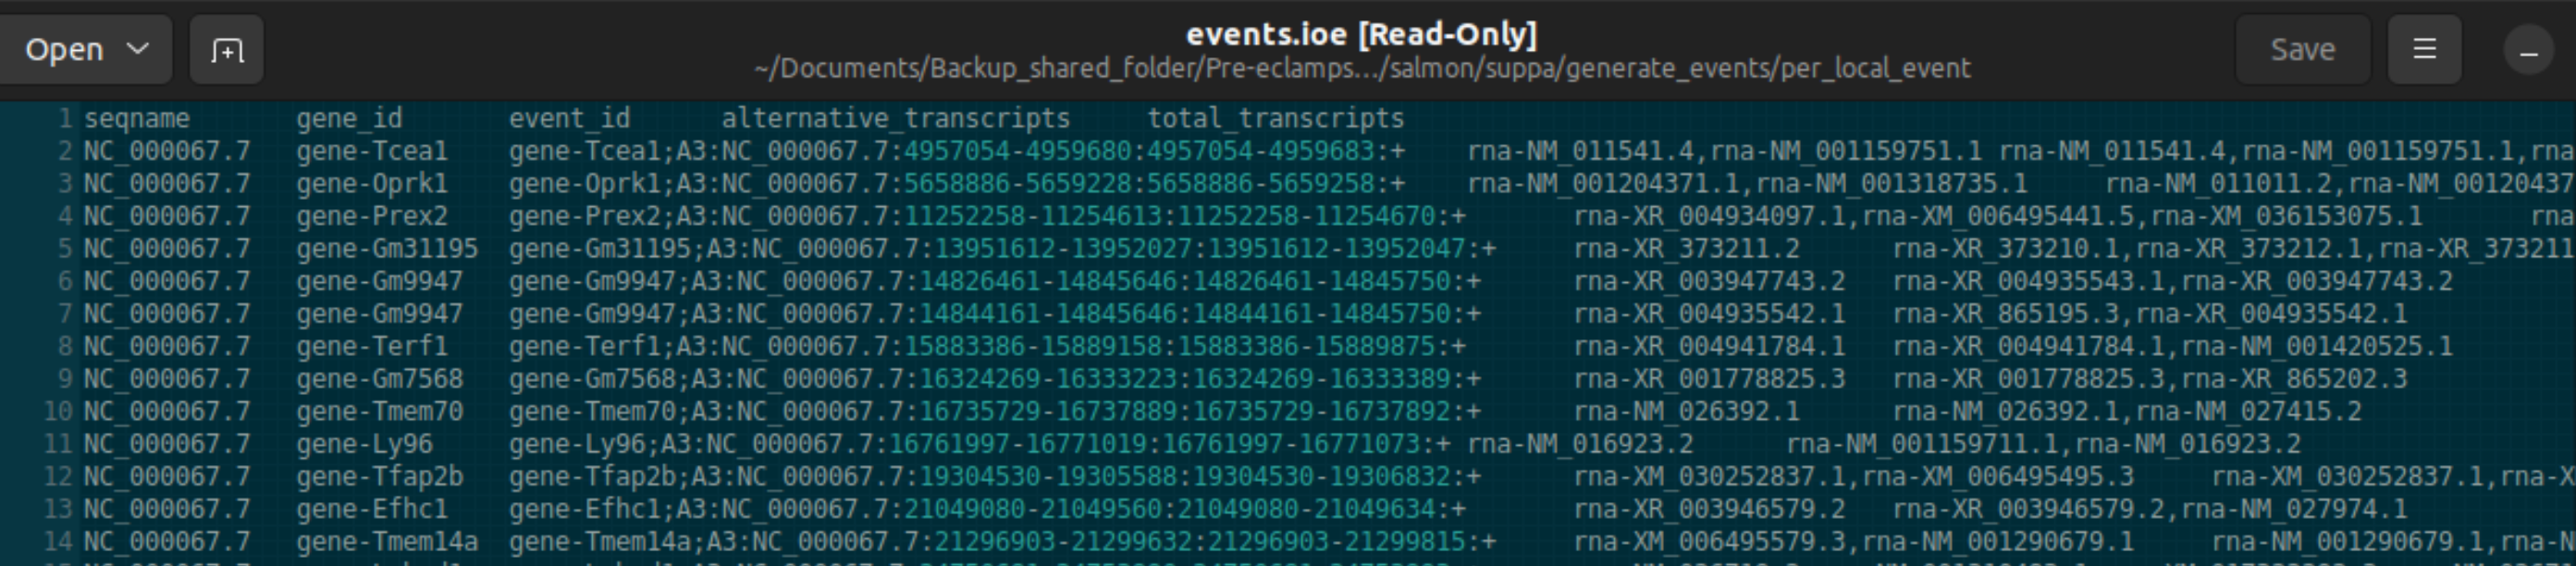 Open
events.ioe [Read-Only]
~/Documents/Backup_shared_folder/Pre-eclamps…/salmon/suppa/generate_events/per_local_event
Save
1 seqname gene_id event_id alternative_transcripts total_transcripts
2 NC_000067.7 gene-Tcea1 gene-Tcea1;A3:NC_000067.7:4957054-4959680:4957054-4959683:+ rna-NM_011541.4,rna-NM_001159751.1 rna-NM_011541.4,rna-NM_001159751.1,rna
3 NC_000067.7 gene-Oprk1 gene-Oprk1;A3:NC_000067.7:5658886-5659228:5658886-5659258:+ rna-NM_001204371.1,rna-NM_001318735.1 rna-NM_011011.2,rna-NM_00120437
4 NC_000067.7 gene-Prex2 gene-Prex2;A3:NC_000067.7:11252258-11254613:11252258-11254670:+ rna-XR_004934097.1,rna-XM_006495441.5,rna-XM_036153075.1 rna
5 NC_000067.7 gene-Gm31195 gene-Gm31195;A3:NC_000067.7:13951612-13952027:13951612-13952047:+ rna-XR_373211.2 rna-XR_373210.1,rna-XR_373212.1,rna-XR_373211
6 NC_000067.7 gene-Gm9947 gene-Gm9947;A3:NC_000067.7:14826461-14845646:14826461-14845750:+ rna-XR_003947743.2 rna-XR_004935543.1,rna-XR_003947743.2
7 NC_000067.7 gene-Gm9947 gene-Gm9947;A3:NC_000067.7:14844161-14845646:14844161-14845750:+ rna-XR_004935542.1 rna-XR_865195.3,rna-XR_004935542.1
8 NC_000067.7 gene-Terf1 gene-Terf1;A3:NC_000067.7:15883386-15889158:15883386-15889875:+ rna-XR_004941784.1 rna-XR_004941784.1,rna-NM_001420525.1
9 NC_000067.7 gene-Gm7568 gene-Gm7568;A3:NC_000067.7:16324269-16333223:16324269-16333389:+ rna-XR_001778825.3 rna-XR_001778825.3,rna-XR_865202.3
10 NC_000067.7 gene-Tmem70 gene-Tmem70;A3:NC_000067.7:16735729-16737889:16735729-16737892:+ rna-NM_026392.1 rna-NM_026392.1,rna-NM_027415.2
11 NC_000067.7 gene-Ly96 gene-Ly96;A3:NC_000067.7:16761997-16771019:16761997-16771073:+ rna-NM_016923.2 rna-NM_001159711.1,rna-NM_016923.2
12 NC_000067.7 gene-Tfap2b gene-Tfap2b;A3:NC_000067.7:19304530-19305588:19304530-19306832:+ rna-XM_030252837.1,rna-XM_006495495.3 rna-XM_030252837.1,rna-X
13 NC_000067.7 gene-Efhc1 gene-Efhc1;A3:NC_000067.7:21049080-21049560:21049080-21049634:+ rna-XR_003946579.2 rna-XR_003946579.2,rna-NM_027974.1
14 NC_000067.7 gene-Tmem14a gene-Tmem14a;A3:NC_000067.7:21296903-21299632:21296903-21299815:+ rna-XM_006495579.3,rna-NM_001290679.1 rna-NM_001290679.1,rna-N